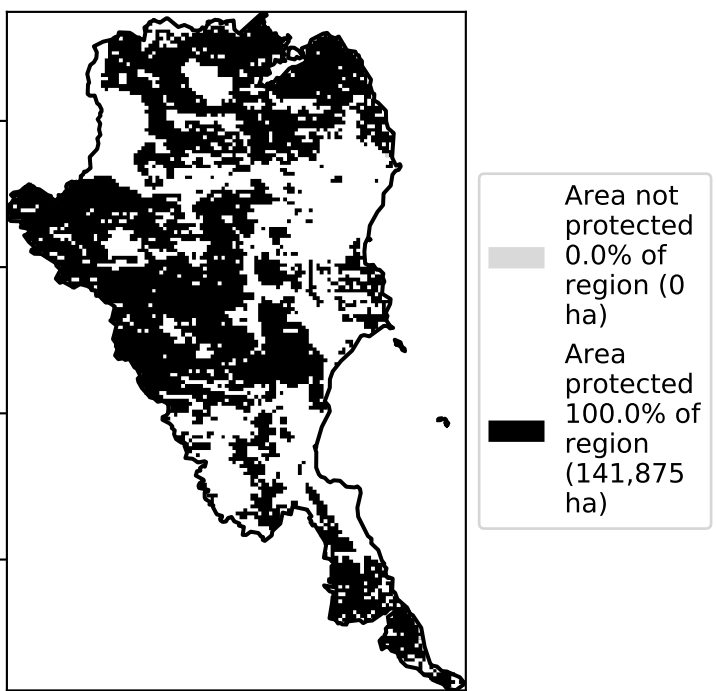 Area not
protected
0.0% of
region (0
ha)
Area
protected
100.0% of
region
(141,875
ha)